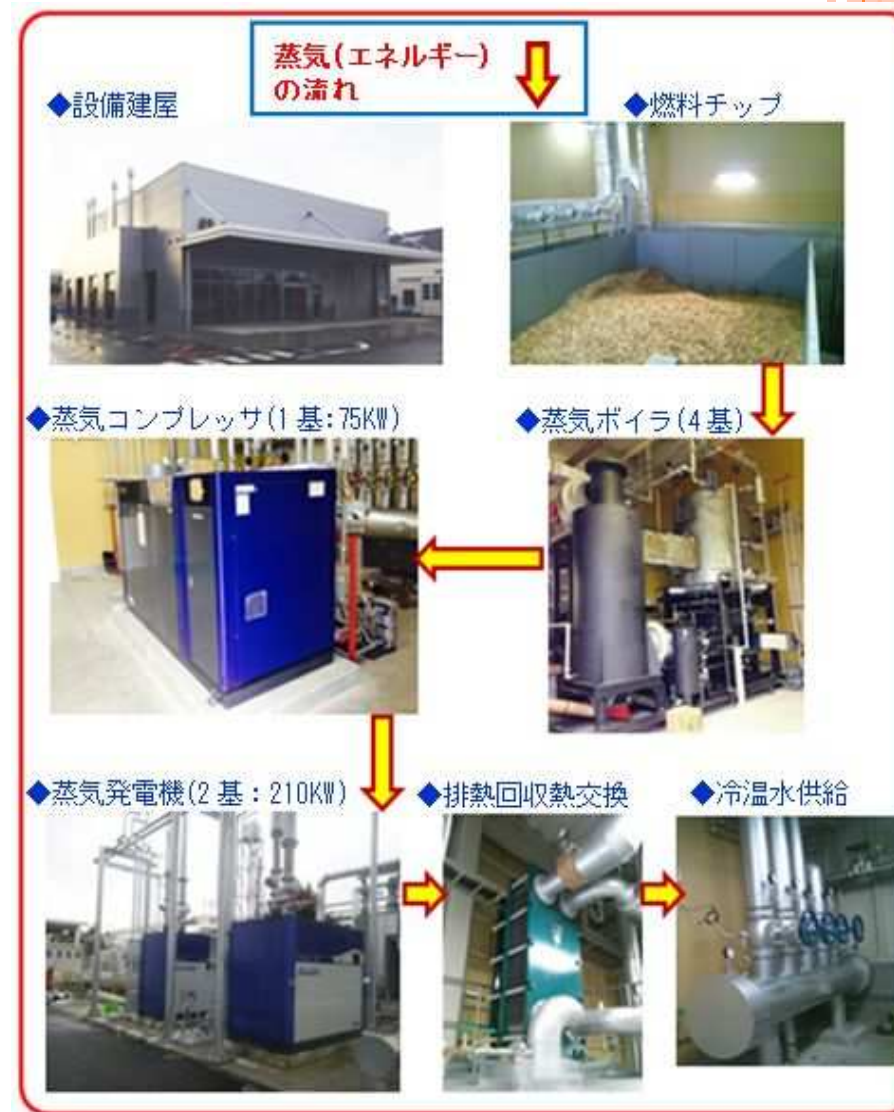 蒸気(エネルギー)
の流れ
◆設備建屋
◆燃料チップ
◆蒸気コンプレッサ(1基:75KW)
◆蒸気ボイラ(4基)
◆蒸気発電機(2基:210KW)
◆排熱回収熱交換
◆冷温水供給